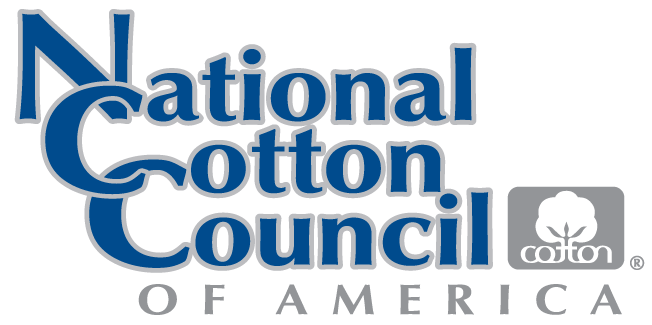 National
Cotton
Council
cotton
®
OF AMERICA